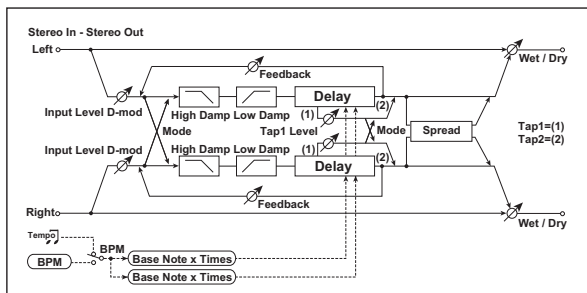 Stereo In - Stereo Out
Left
Wet / Dry
Feedback
Input Level D-mod
High Damp Low Damp
Delay
(1)
(2)
Mode
Tap1 Level
Mode
Spread
Tap1=(1)
Tap2=(2)
Input Level D-mod
High Damp Low Damp
(1)
Delay
(2)
Feedback
Right
Wet / Dry
Tempo
BPM
BPM
Base Note x Times
Base Note x Times